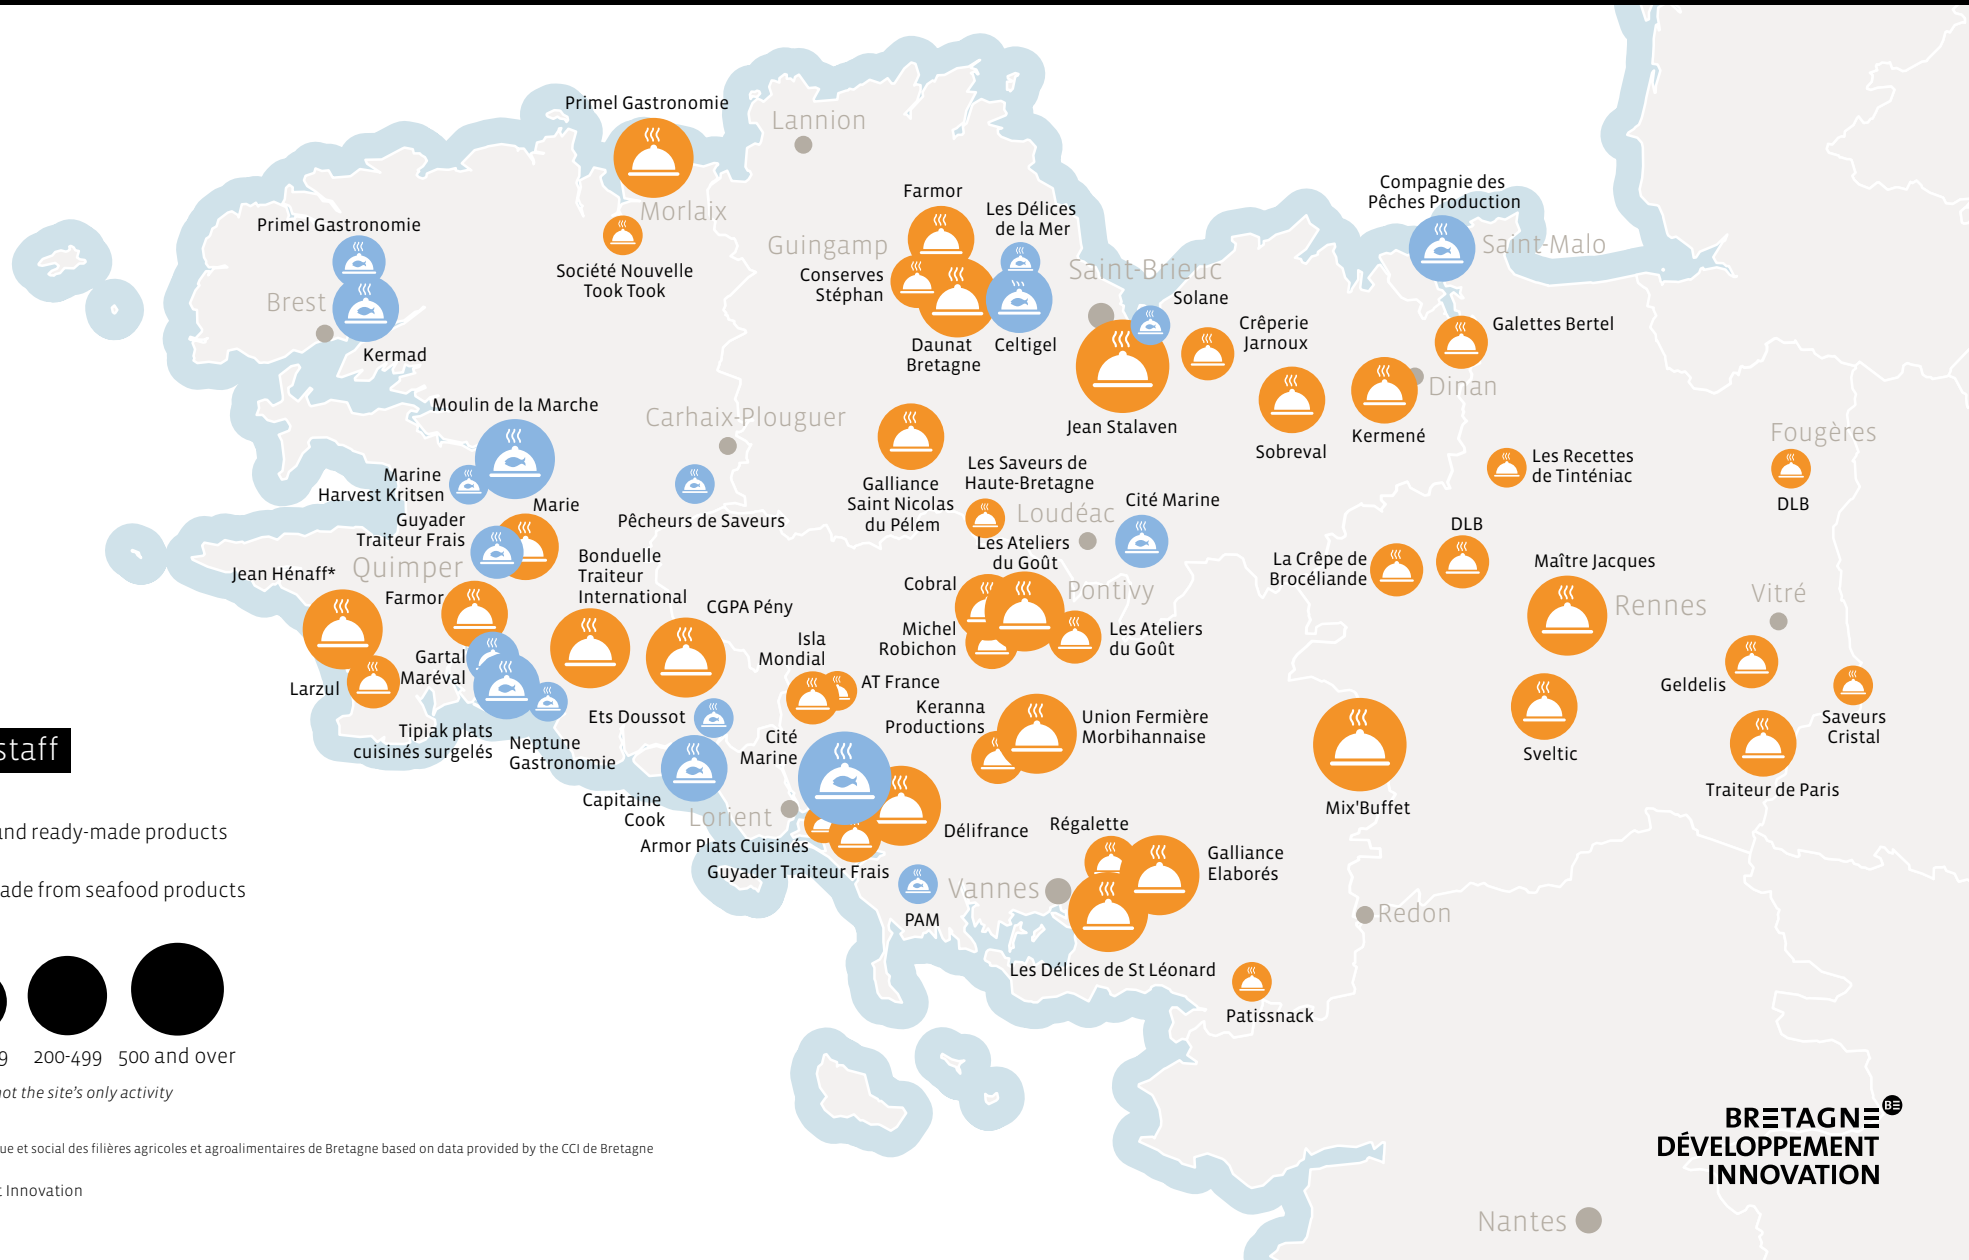 Primel Gastronomie
Lannion
Morlaix
Société Nouvelle
Took Took
Primel Gastronomie
Brest
Kermad
Farmor
Les Délices
de la Mer
Guingamp
Conserves
Stéphan
Daunat
Bretagne
Celtigel
Saint-Brieuc
Solane
Crêperie
Jarnoux
Jean Stalaven
Sobreval
Compagnie des
Pêches Production
Saint-Malo
Galettes Bertel
Dinan
Kermené
Moulin de la Marche
Carhaix-Plouguer
Marine
Harvest Kritsen
Marie
Guyader
Traiteur Frais
Pêcheurs de Saveurs
Galliance
Saint Nicolas
du Pélem
Les Saveurs de
Haute-Bretagne
Loudéac
Cité Marine
Les Recettes
de Tinténiac
Fougères
DLB
DLB
La Crêpe de
Brocéliande
Maître Jacques
Rennes
Vitré
Jean Hénaff*
Quimper
Farmor
Bonduelle
Traiteur
International
CGPA Pény
Les Ateliers
du Goût
Cobral
Pontivy
Michel
Robichon
Les Ateliers
du Goût
Isla
Mondial
AT France
Gartal
Maréval
Larzul
Tipiak plats
cuisinés surgelés
Neptune
Gastronomie
Ets Doussot
Cité
Marine
Keranna
Productions
Union Fermière
Morbihannaise
Mix'Buffet
Sveltic
Geldelis
Saveurs
Cristal
Traiteur de Paris
Capitaine
Cook
Lorient
Armor Plats Cuisinés
Guyader Traiteur Frais
Délifrance
Régalette
Galliance
Elaborés
PAM
Vannes
Redon
Les Délices de St Léonard
Patissnack
Nantes
staff
and ready-made products
ade from seafood products
9
200-499
500 and over
not the site's only activity
ue et social des filières agricoles et agroalimentaires de Bretagne based on data provided by the CCI de Bretagne
t Innovation
BRETAGNE
DÉVELOPPEMENT
INNOVATION